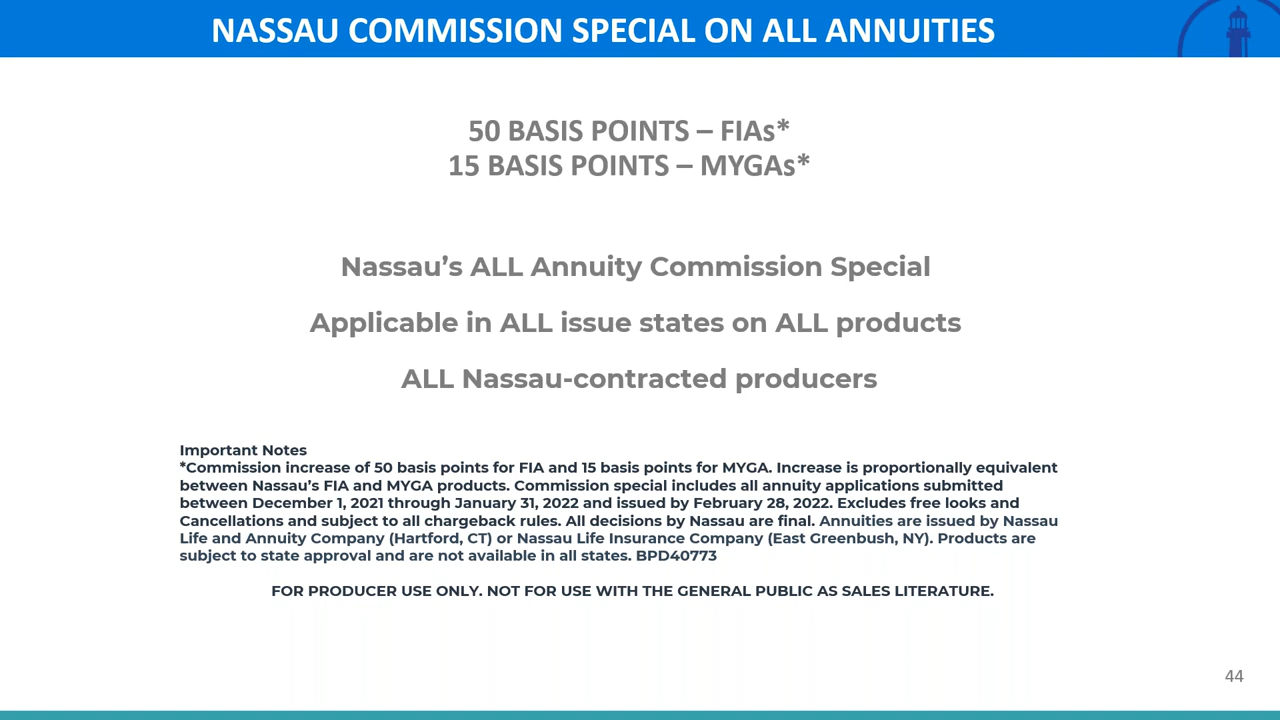 NASSAU COMMISSION SPECIAL ON ALL ANNUITIES
50 BASIS POINTS – FIAs*
15 BASIS POINTS – MYGAs*
Nassau’s ALL Annuity Commission Special
Applicable in ALL issue states on ALL products
ALL Nassau-contracted producers
Important Notes
*Commission increase of 50 basis points for FIA and 15 basis points for MYGA. Increase is proportionally equivalent
between Nassau’s FIA and MYGA products. Commission special includes all annuity applications submitted
between December 1, 2021 through January 31, 2022 and issued by February 28, 2022. Excludes free looks and
Cancellations and subject to all chargeback rules. All decisions by Nassau are final. Annuities are issued by Nassau
Life and Annuity Company (Hartford, CT) or Nassau Life Insurance Company (East Greenbush, NY). Products are
subject to state approval and are not available in all states. BPD40773
FOR PRODUCER USE ONLY. NOT FOR USE WITH THE GENERAL PUBLIC AS SALES LITERATURE.
44